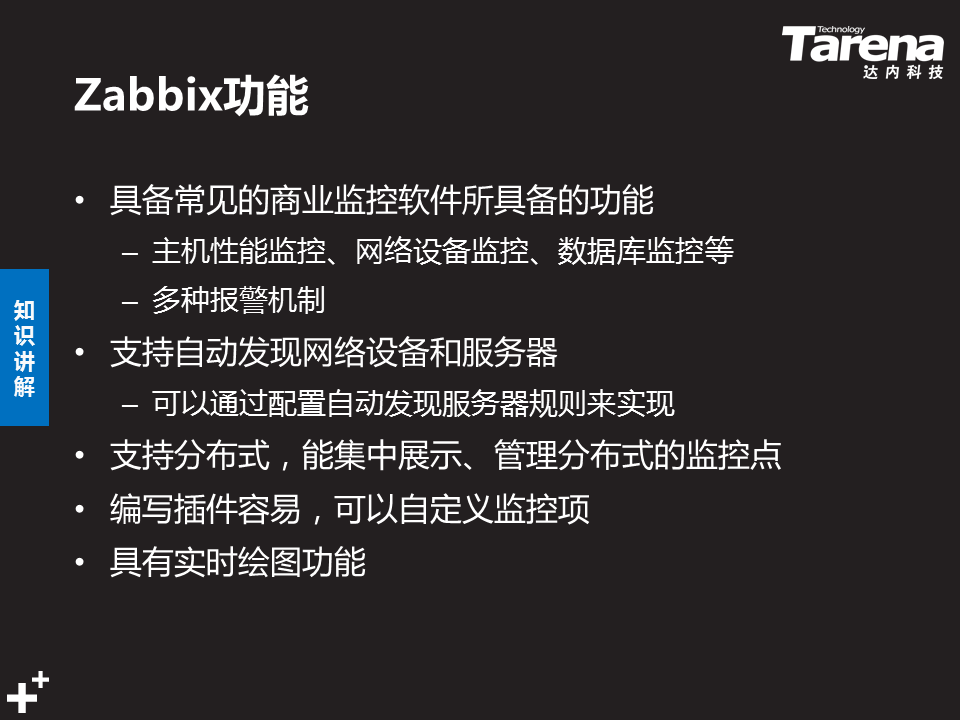 Technology
Tarena
达内科技
Zabbix功能
• 具备常见的商业监控软件所具备的功能
– 主机性能监控、网络设备监控、数据库监控等
– 多种报警机制
• 支持自动发现网络设备和服务器
– 可以通过配置自动发现服务器规则来实现
• 支持分布式，能集中展示、管理分布式的监控点
• 编写插件容易，可以自定义监控项
• 具有实时绘图功能
知
识
讲
解